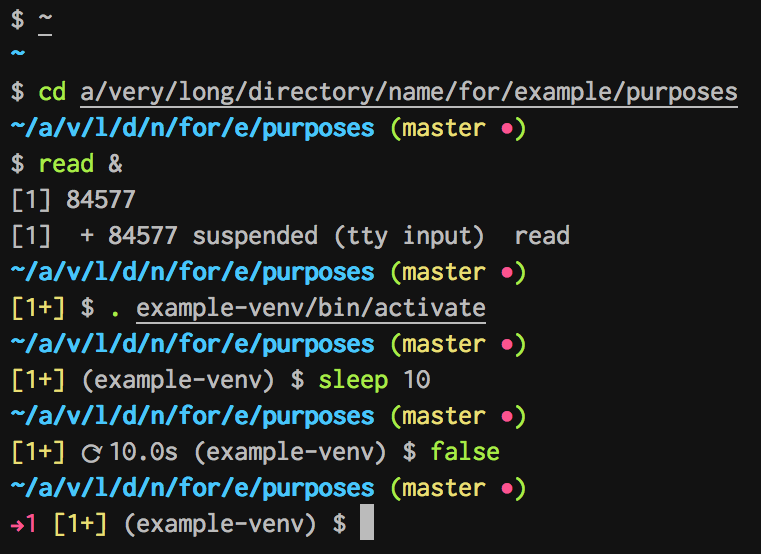 $ ~
~
$ cd a/very/long/directory/name/for/example/purposes
~/a/v/l/d/n/for/e/purposes (master •)
$ read &
[1] 84577
[1]  + 84577 suspended (tty input)  read
~/a/v/l/d/n/for/e/purposes (master •)
[1+] $ . example-venv/bin/activate
~/a/v/l/d/n/for/e/purposes (master •)
[1+] (example-venv) $ sleep 10
~/a/v/l/d/n/for/e/purposes (master •)
[1+] ⟳10.0s (example-venv) $ false
~/a/v/l/d/n/for/e/purposes (master •)
→1 [1+] (example-venv) $